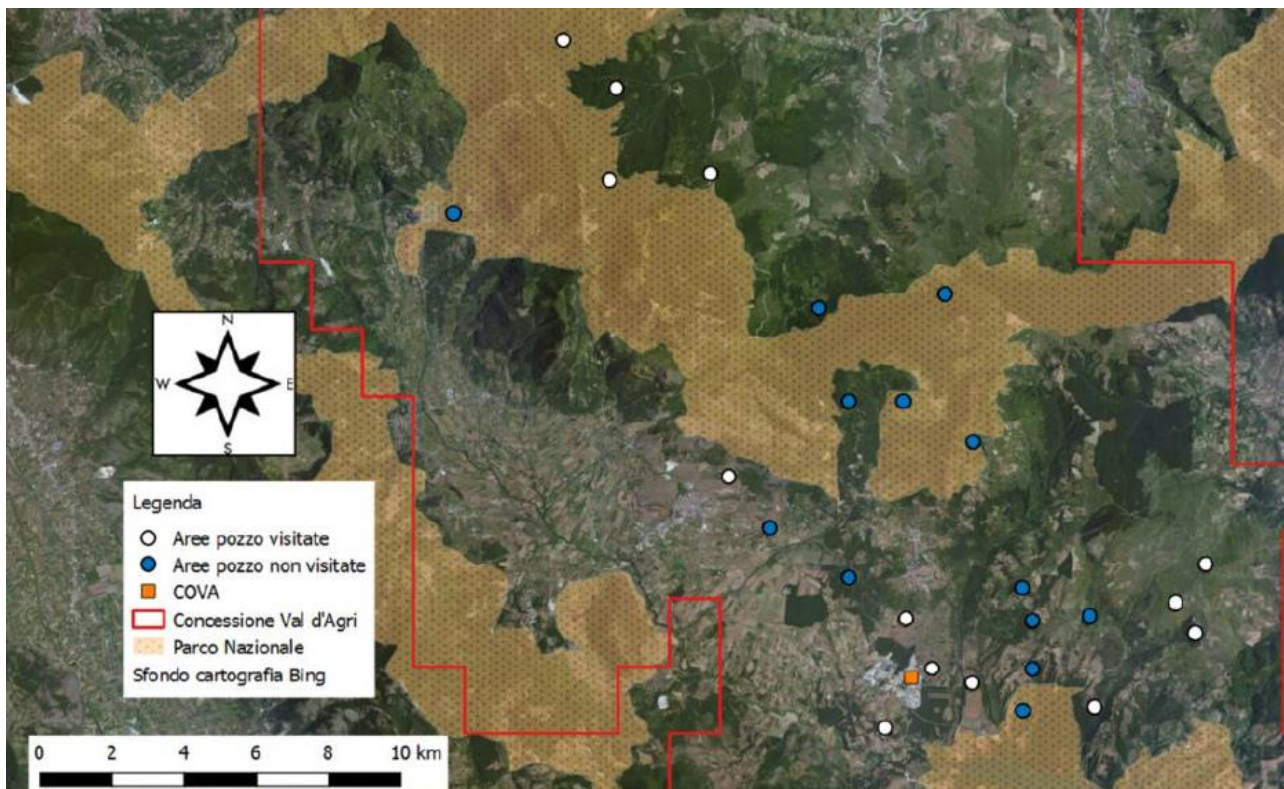 N
W E
S
Legenda
Aree pozzo visitate
Aree pozzo non visitate
COVA
Concessione Val d'Agri
Parco Nazionale
Sfondo cartografia Bing
0 2 4 6 8 10 km